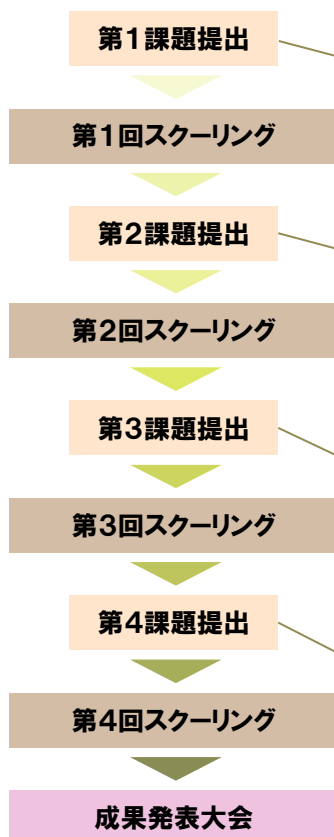 第1課題提出
第1回スクーリング
第2課題提出
第2回スクーリング
第3課題提出
第3回スクーリング
第4課題提出
第4回スクーリング
成果発表大会